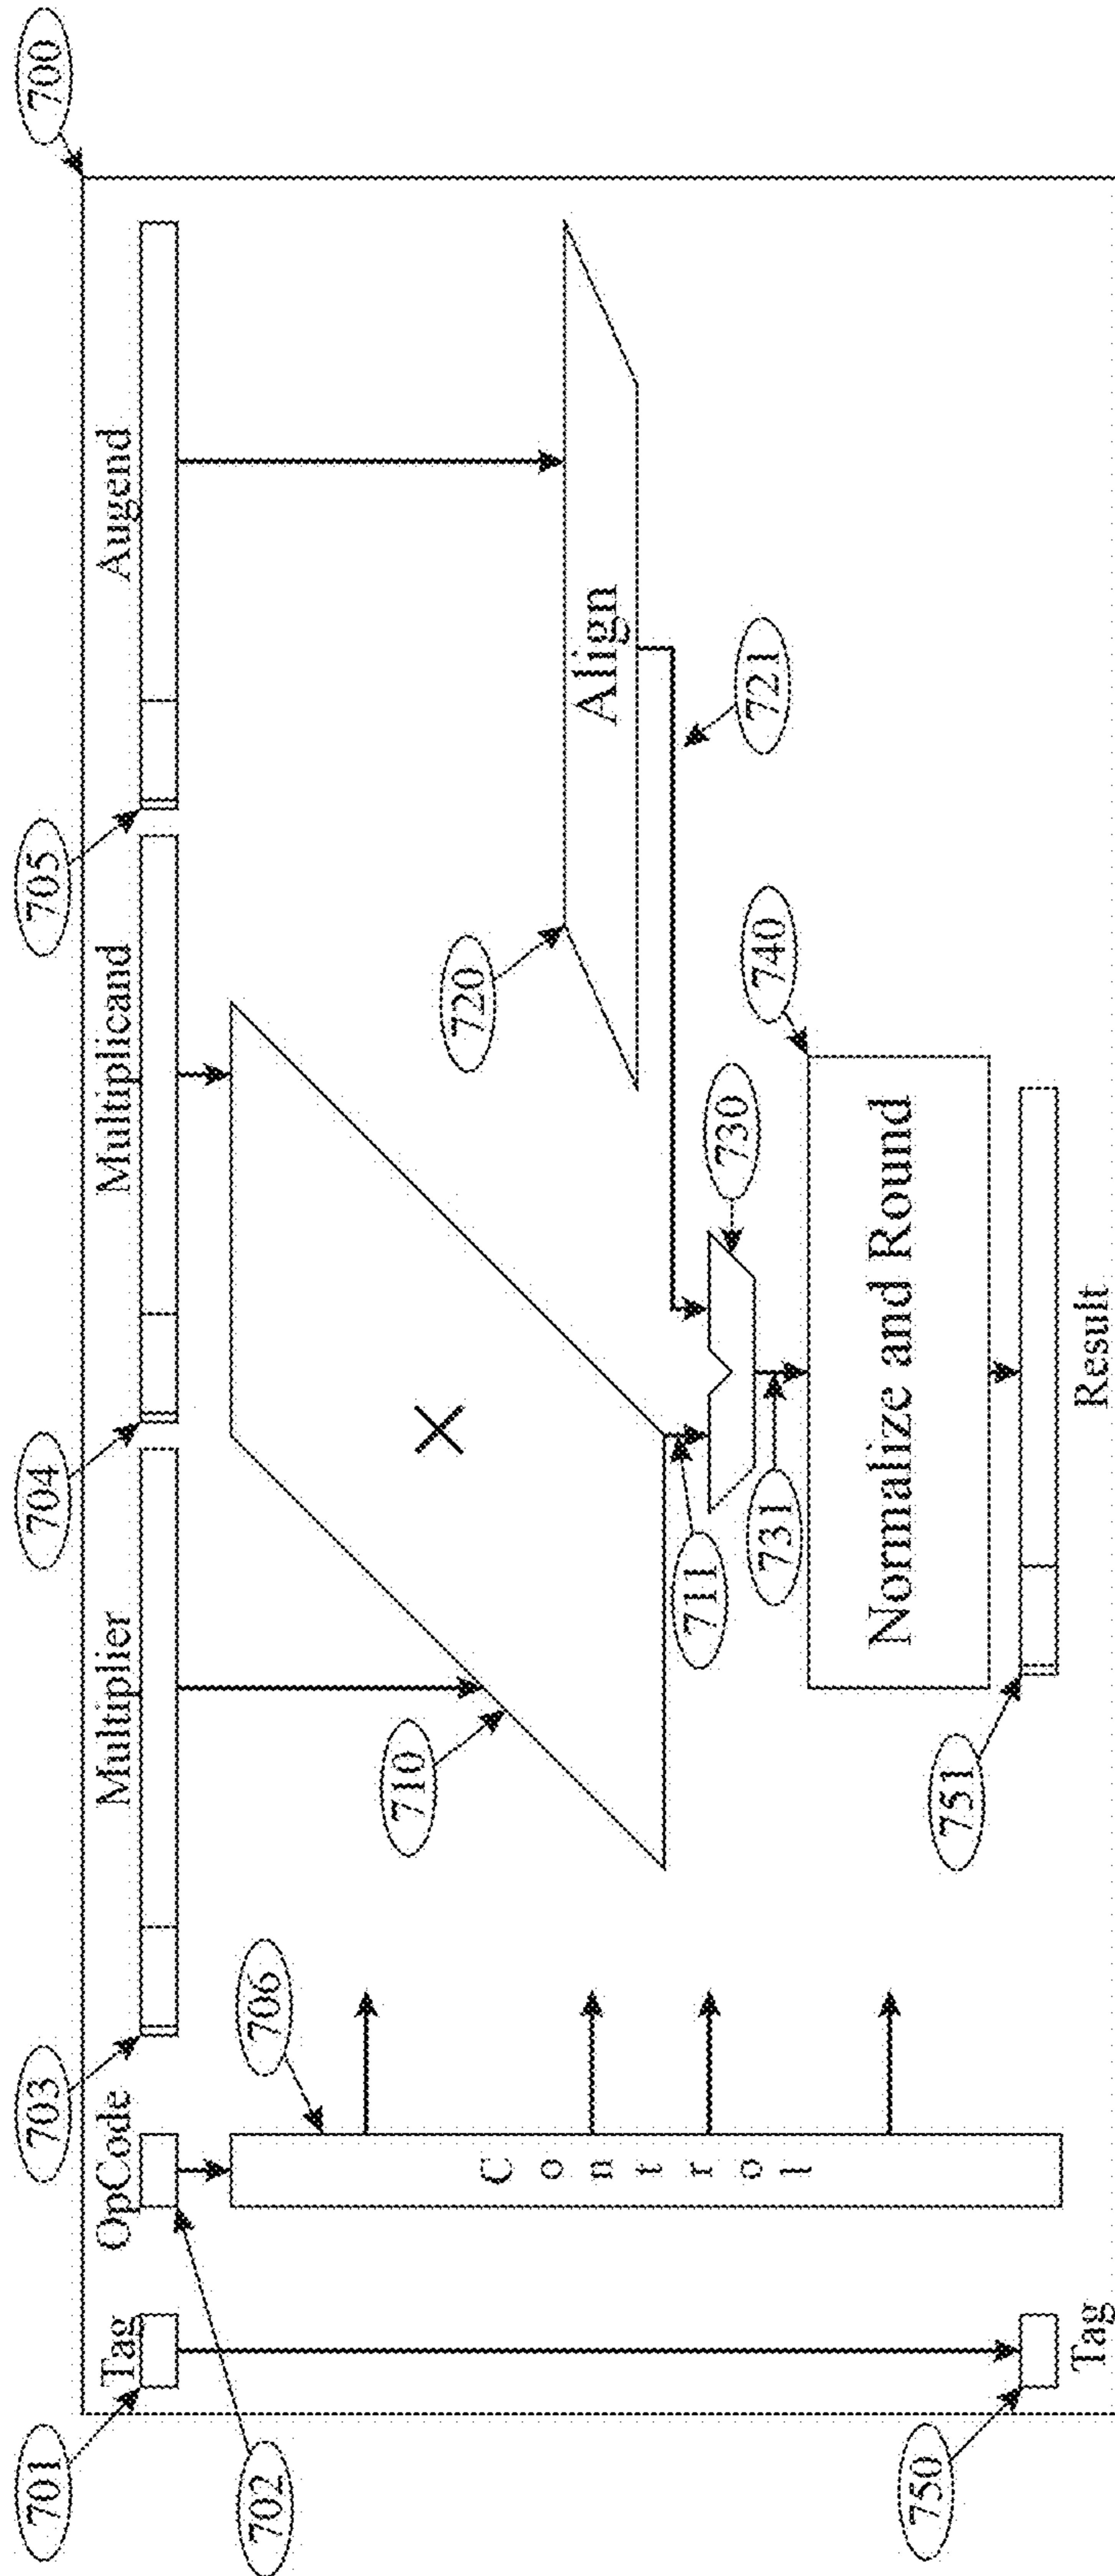 700
701
702
703
704
705
Tag
OpCode
Multiplier
Multiplicand
Augend
706
Control
710
×
720
Align
721
711
730
731
740
Normalize and Round
750
751
Tag
Result